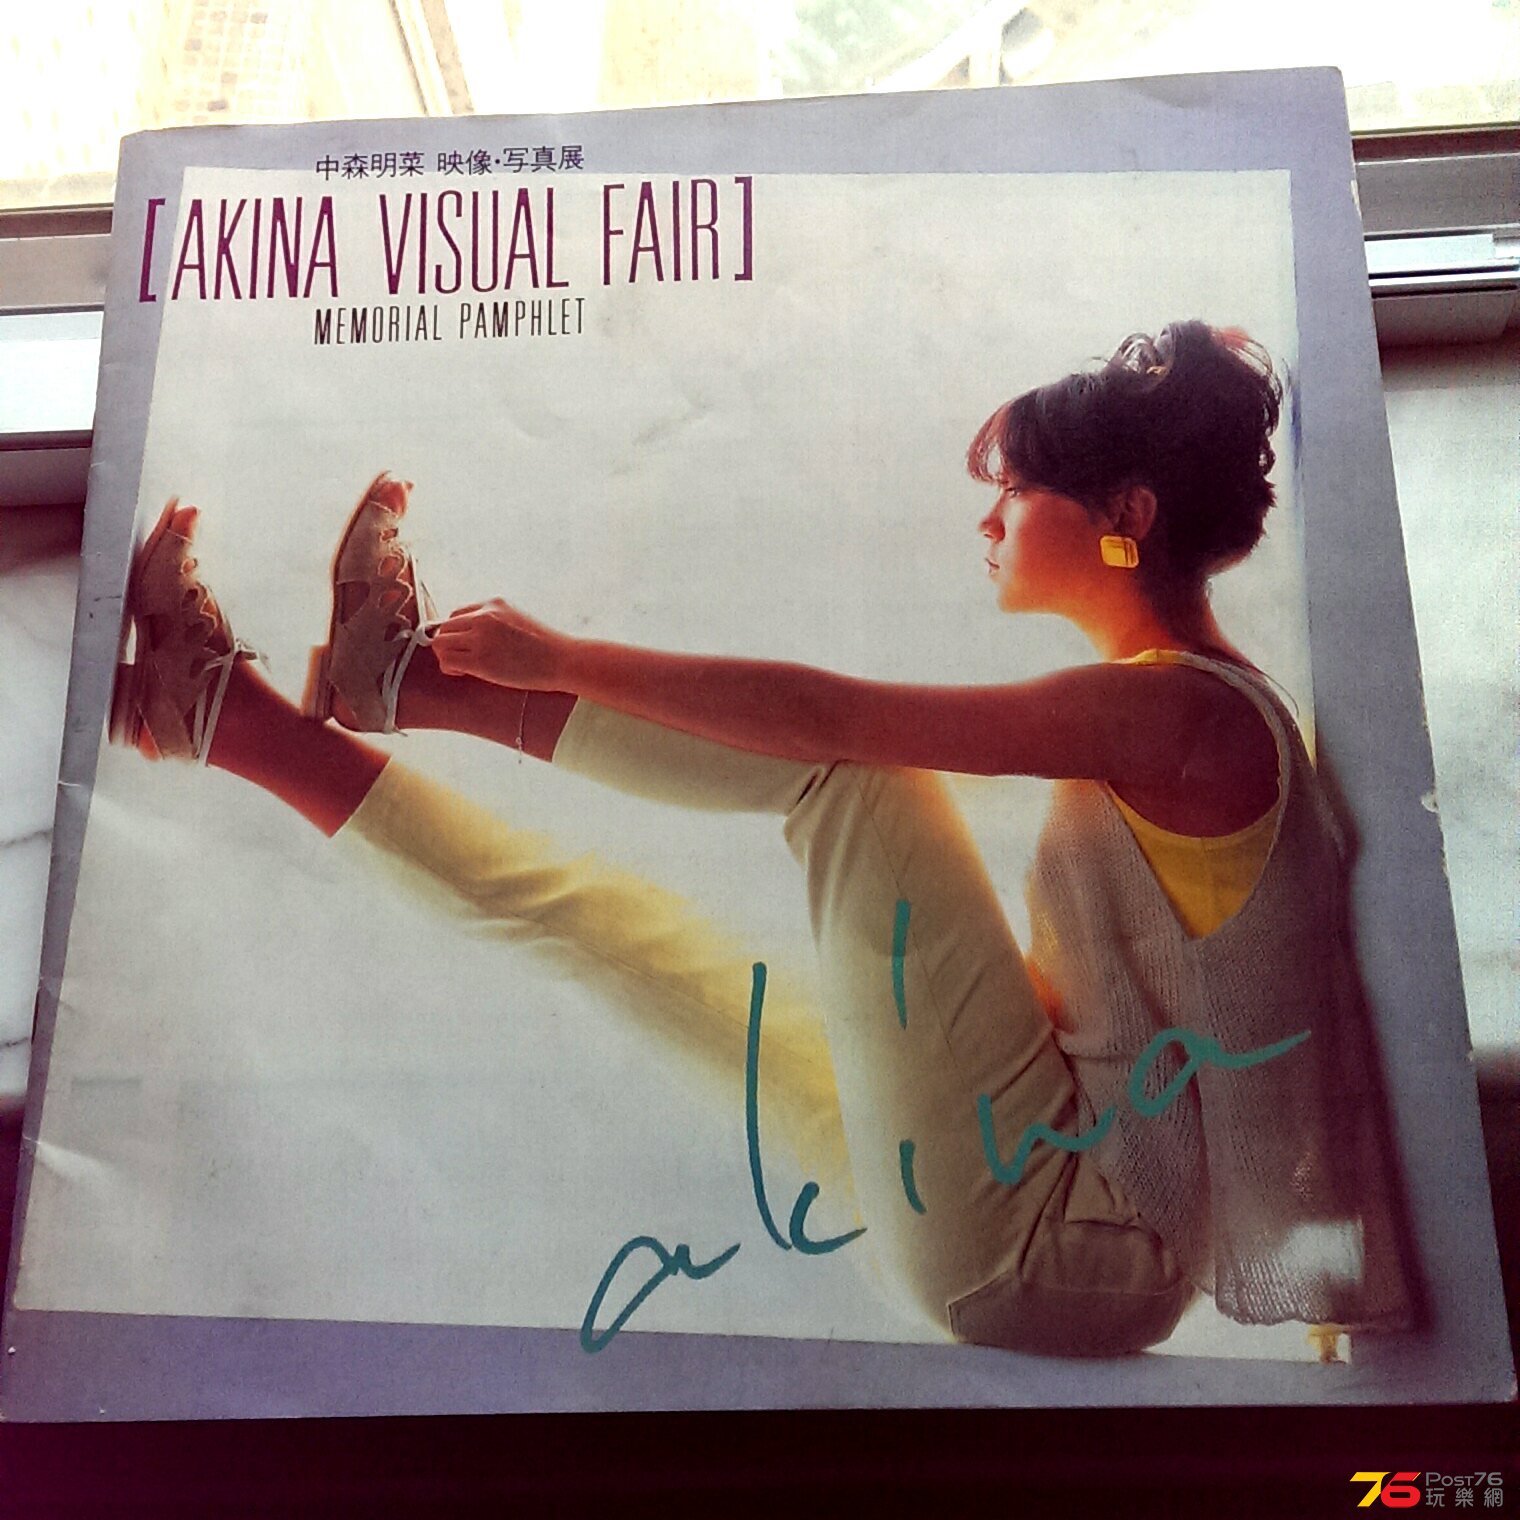 中森明菜 映像・写真展
[AKINA VISUAL FAIR]
MEMORIAL PAMPHLET
akina
76 POST76
玩樂網